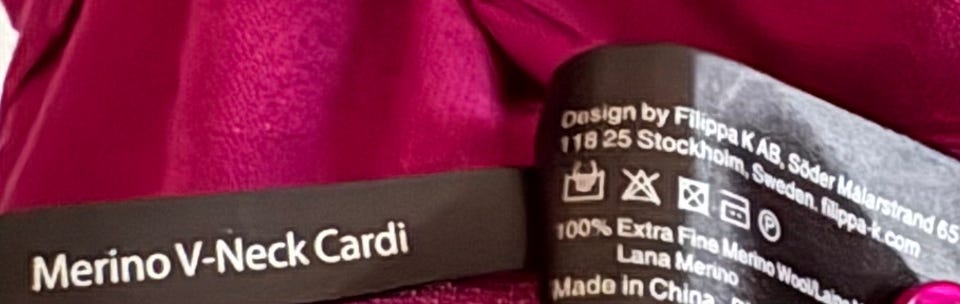 Merino V-Neck Cardi
Design by Filippa K AB, Söder Mälarstrand 65
118 25 Stockholm, Sweden. filippa-k.com
P
100% Extra Fine Merino Wool/
Lana Merino
Made in China